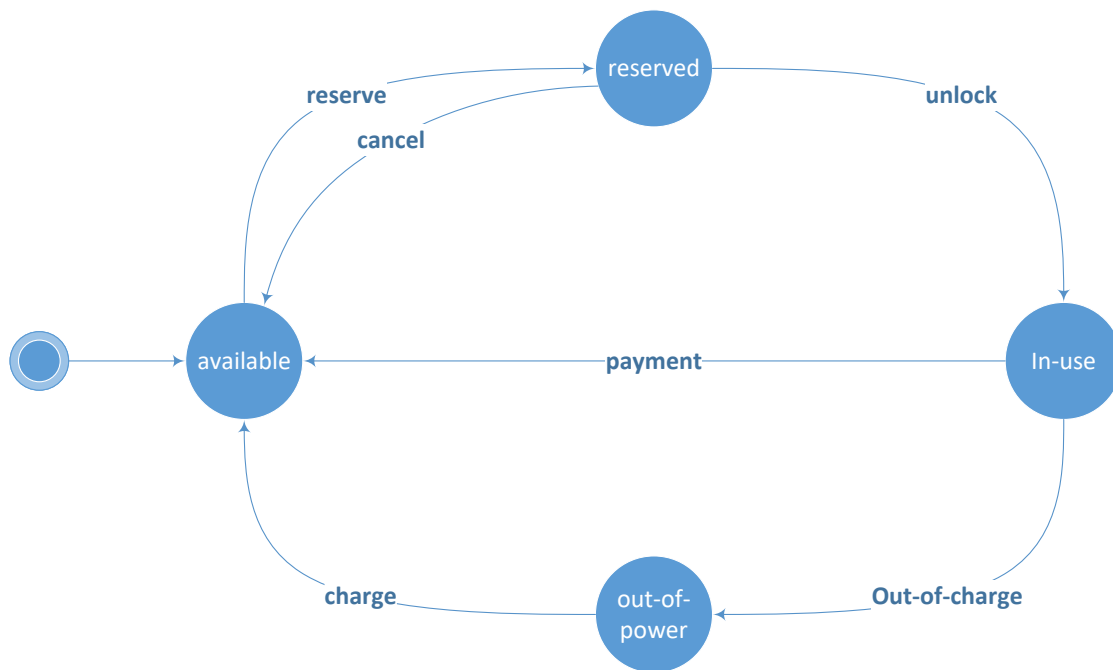 reserved
reserve
unlock
cancel
available
payment
In-use
charge
out-of-
power
Out-of-charge